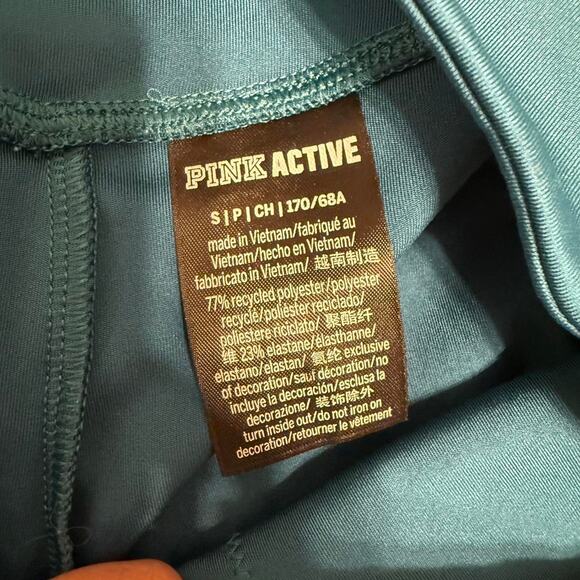 PINK ACTIVE
S | P | CH | 170/68A
made in Vietnam/fabriqué au
Vietnam/hecho en Vietnam/
fabbricato in Vietnam/ 越南制造
77% recycled polyester/polyester
recyclé/poliéster reciclado/
poliestere riciclato/ 聚酯纤
维 23% elastane/élasthanne/
elastano/elastan/ 氨纶 exclusive
of decoration/sauf décoration/no
incluye la decoración/esclusa la
decorazione/ 装饰除外
turn inside out/do not iron on
decoration/retourner le vêtement